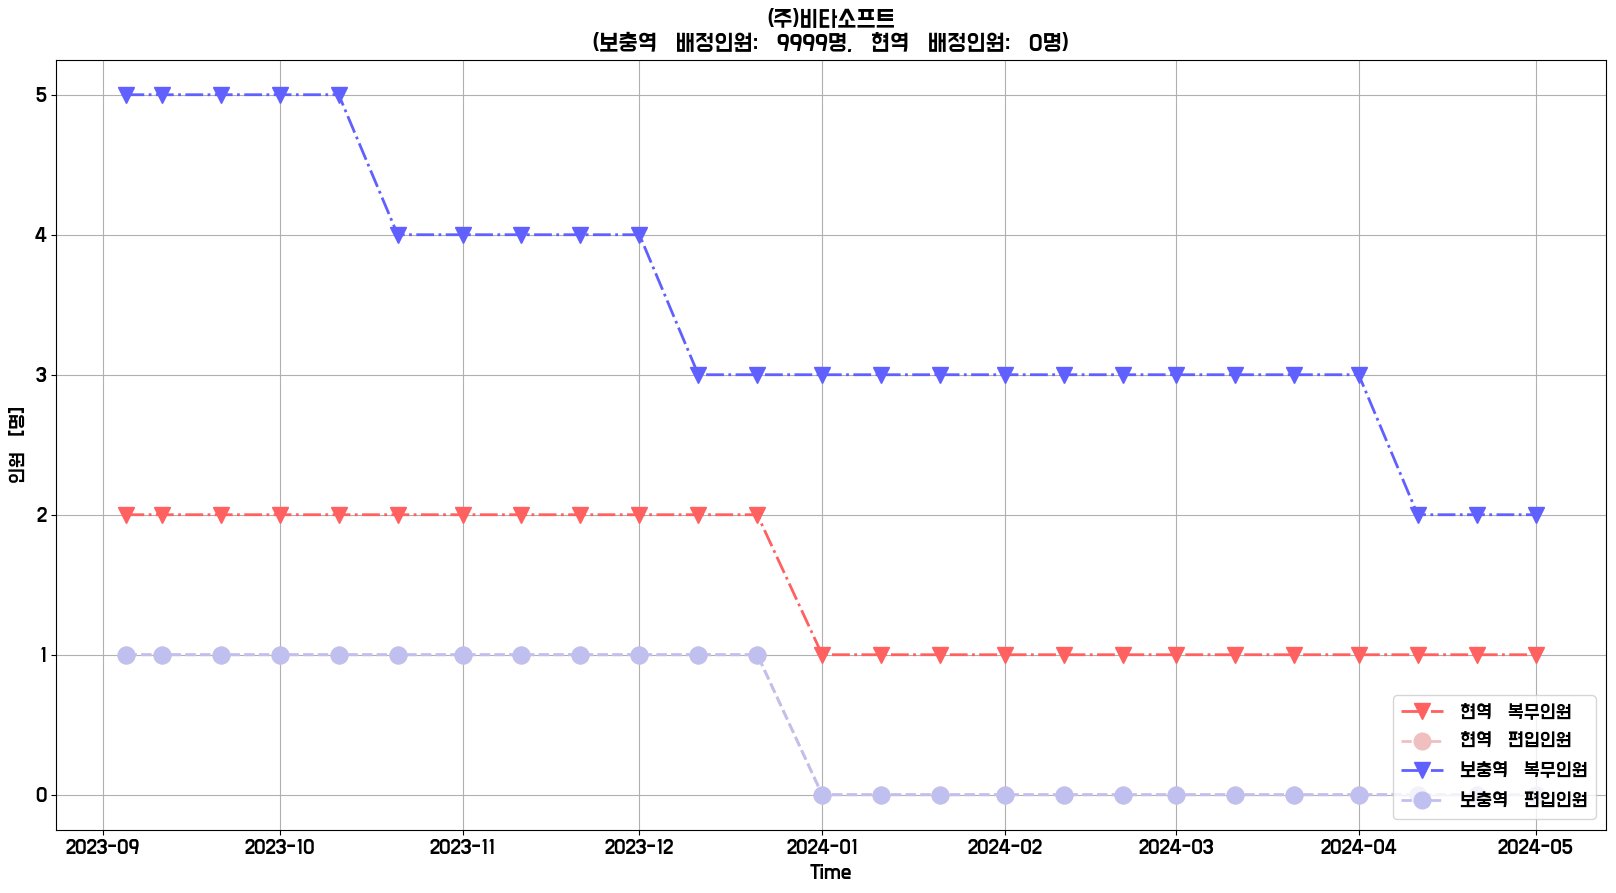 (주)비타소프트
(보충역 배정인원: 9999명, 현역 배정인원: 0명)
5
4
3
2
1
0
인원 [명]
2023-09 2023-10 2023-11 2023-12 2024-01 2024-02 2024-03 2024-04 2024-05
Time
현역 복무인원
현역 편입인원
보충역 복무인원
보충역 편입인원